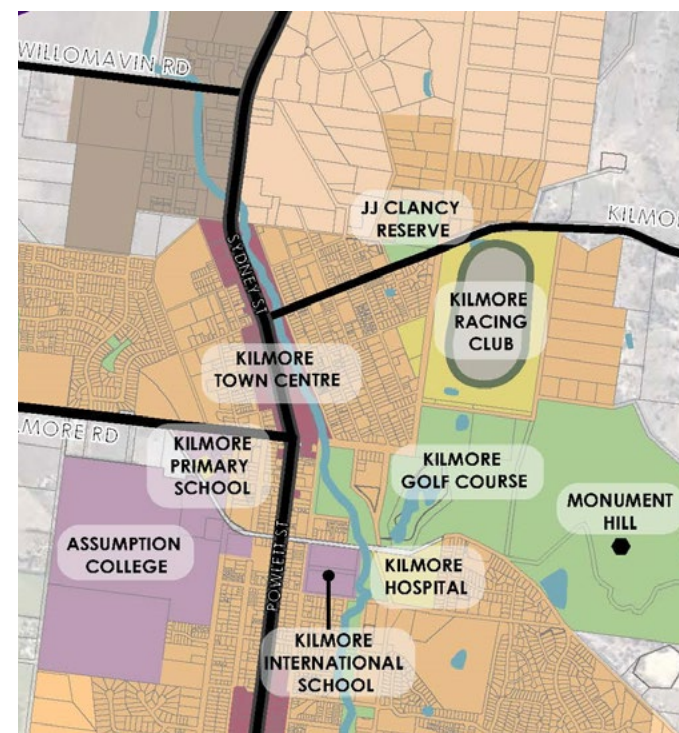 WILLOMAVIN RD
JJ CLANCY
RESERVE
KILMO
SYDNEY ST
KILMORE
RACING
CLUB
KILMORE
TOWN CENTRE
LMORE RD
KILMORE
PRIMARY
SCHOOL
KILMORE
GOLF COURSE
MONUMENT
HILL
ASSUMPTION
COLLEGE
POWLETT ST
KILMORE
HOSPITAL
KILMORE
INTERNATIONAL
SCHOOL